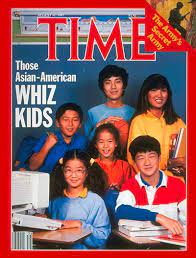 The Army's
Secret
Army
TIME
Those
Asian-American
WHIZ
KIDS